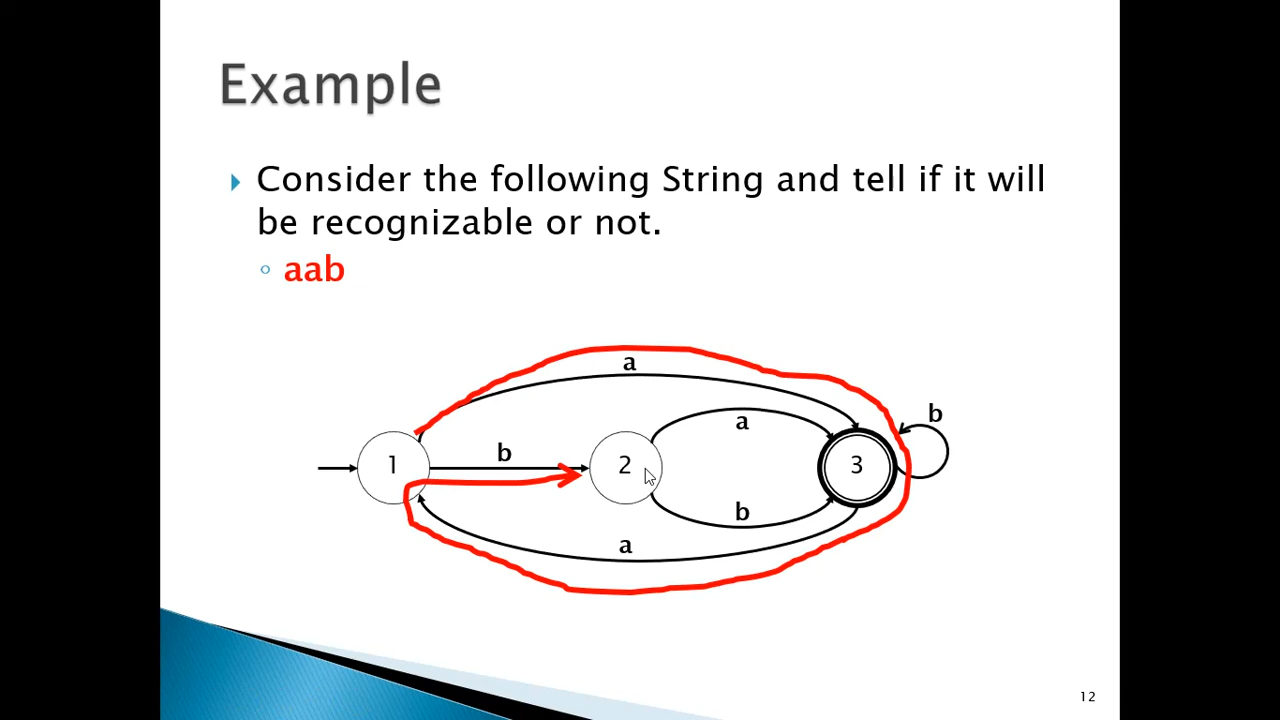 Example
Consider the following String and tell if it will
be recognizable or not.
aab
a
b
a
b
1
2
3
b
a
12